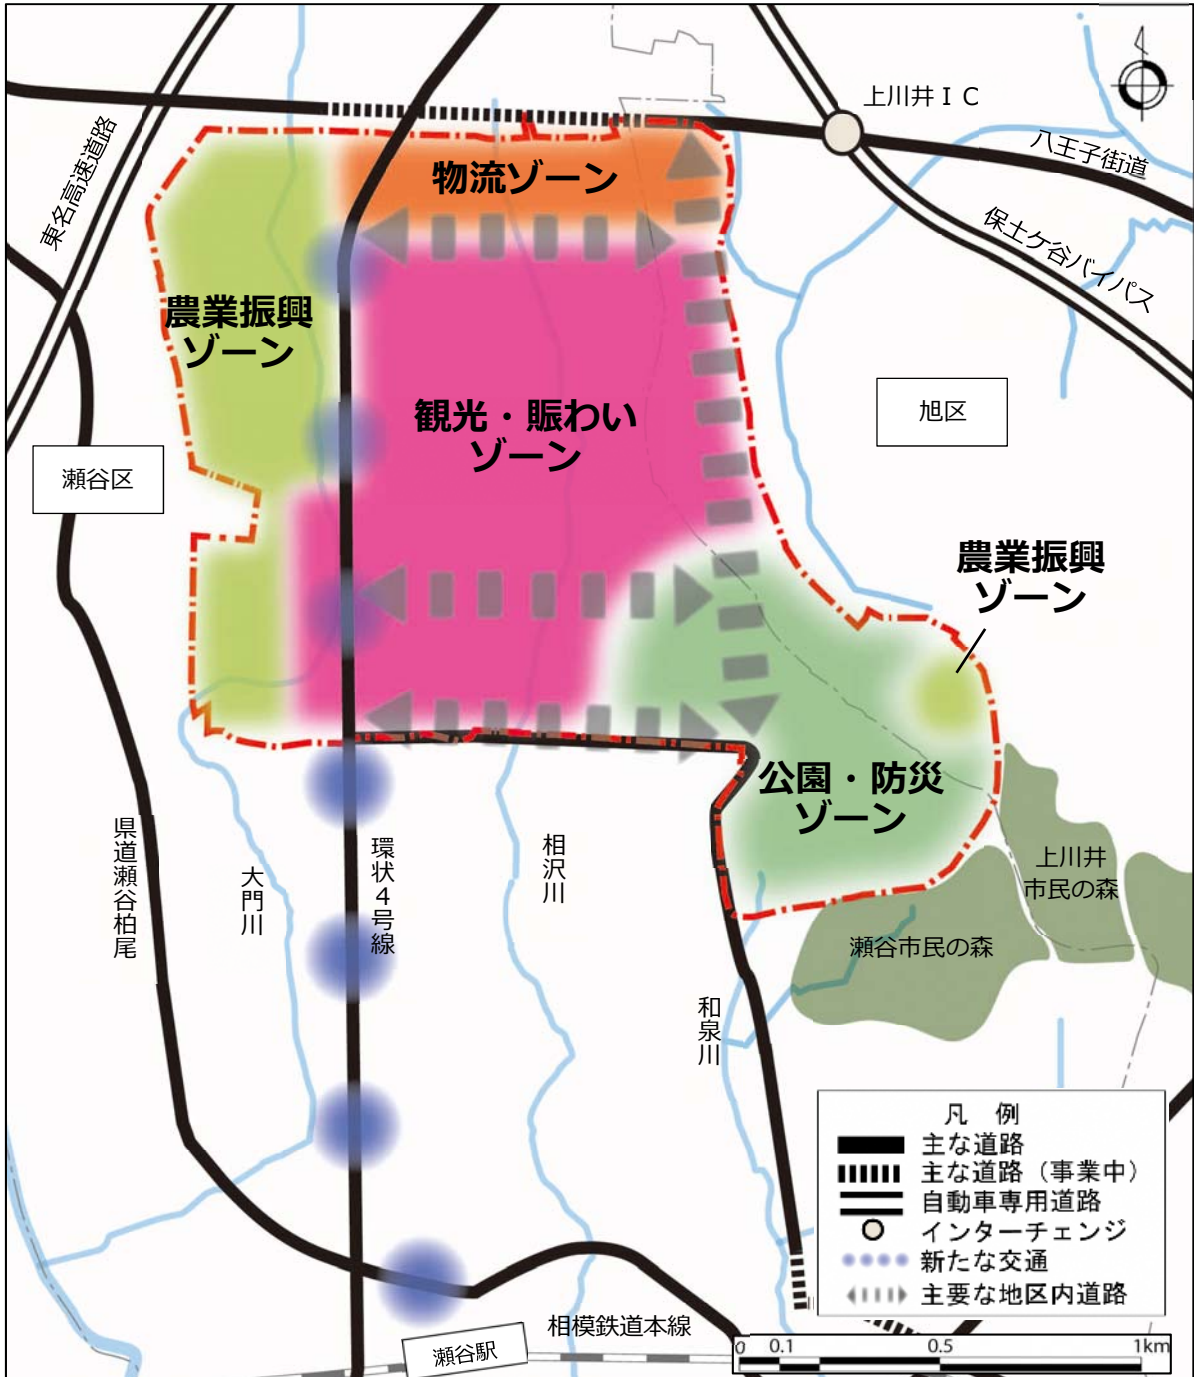 上川井ＩＣ
八王子街道
東名高速道路
物流ゾーン
保土ケ谷バイパス
農業振興
ゾーン
観光・賑わい
ゾーン
旭区
瀬谷区
農業振興
ゾーン
公園・防災
ゾーン
県道瀬谷柏尾
大門川
環状４号線
相沢川
上川井
市民の森
瀬谷市民の森
和泉川
凡　例
主な道路
主な道路（事業中）
自動車専用道路
インターチェンジ
新たな交通
主要な地区内道路
相模鉄道本線
瀬谷駅
0 0.1 0.5 1km